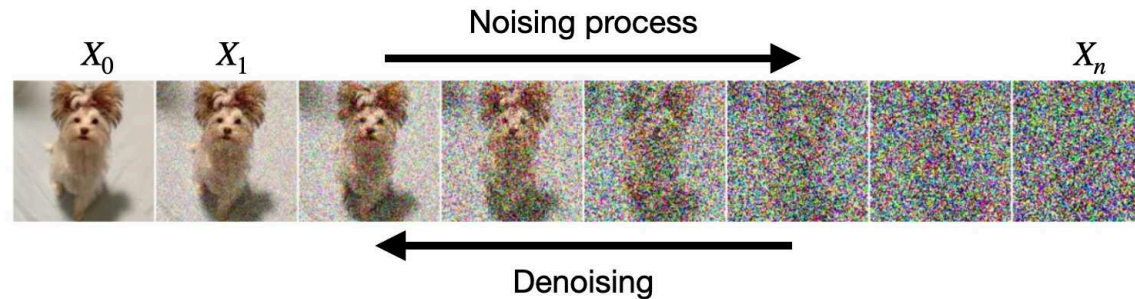 Noising process
X₀ X₁ Xₙ
Denoising